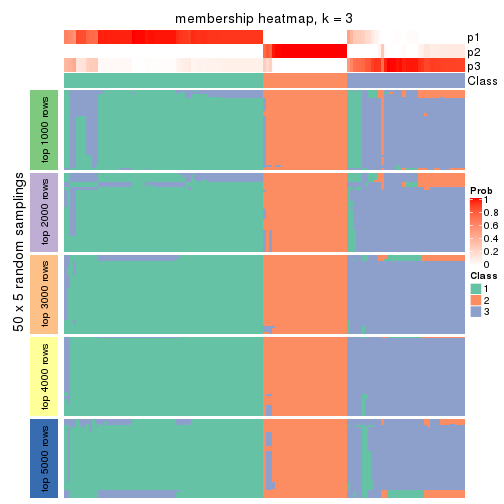 membership heatmap, k = 3
p1
p2
p3
Class
50 x 5 random samplings
top 1000 rows
top 2000 rows
top 3000 rows
top 4000 rows
top 5000 rows
Prob
1
0.8
0.6
0.4
0.2
0
Class
1
2
3